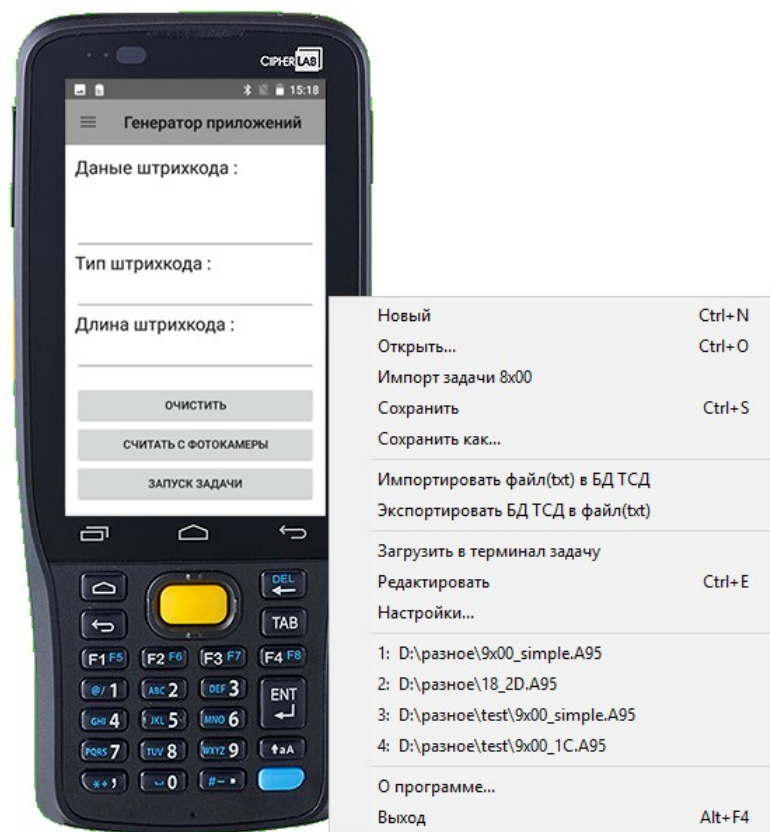 CIPHERLAB
15:18
Генератор приложений
Даные штрихкода :
Тип штрихкода :
Длина штрихкода :
ОЧИСТИТЬ
СЧИТАТЬ С ФОТОКАМЕРЫ
ЗАПУСК ЗАДАЧИ
DEL
TAB
F1 F5 F2 F6 F3 F7 F4 F8
@/ 1 ABC 2 DEF 3 ENT
GHI 4 JKL 5 MNO 6
PQRS 7 TUV 8 WXYZ 9 aA
*+ , 0 #- .
Новый Ctrl+N
Открыть... Ctrl+O
Импорт задачи 8x00
Сохранить Ctrl+S
Сохранить как...
Импортировать файл(txt) в БД ТСД
Экспортировать БД ТСД в файл(txt)
Загрузить в терминал задачу
Редактировать Ctrl+E
Настройки...
1: D:\разное\9x00_simple.A95
2: D:\разное\18_2D.A95
3: D:\разное\test\9x00_simple.A95
4: D:\разное\test\9x00_1C.A95
О программе...
Выход Alt+F4